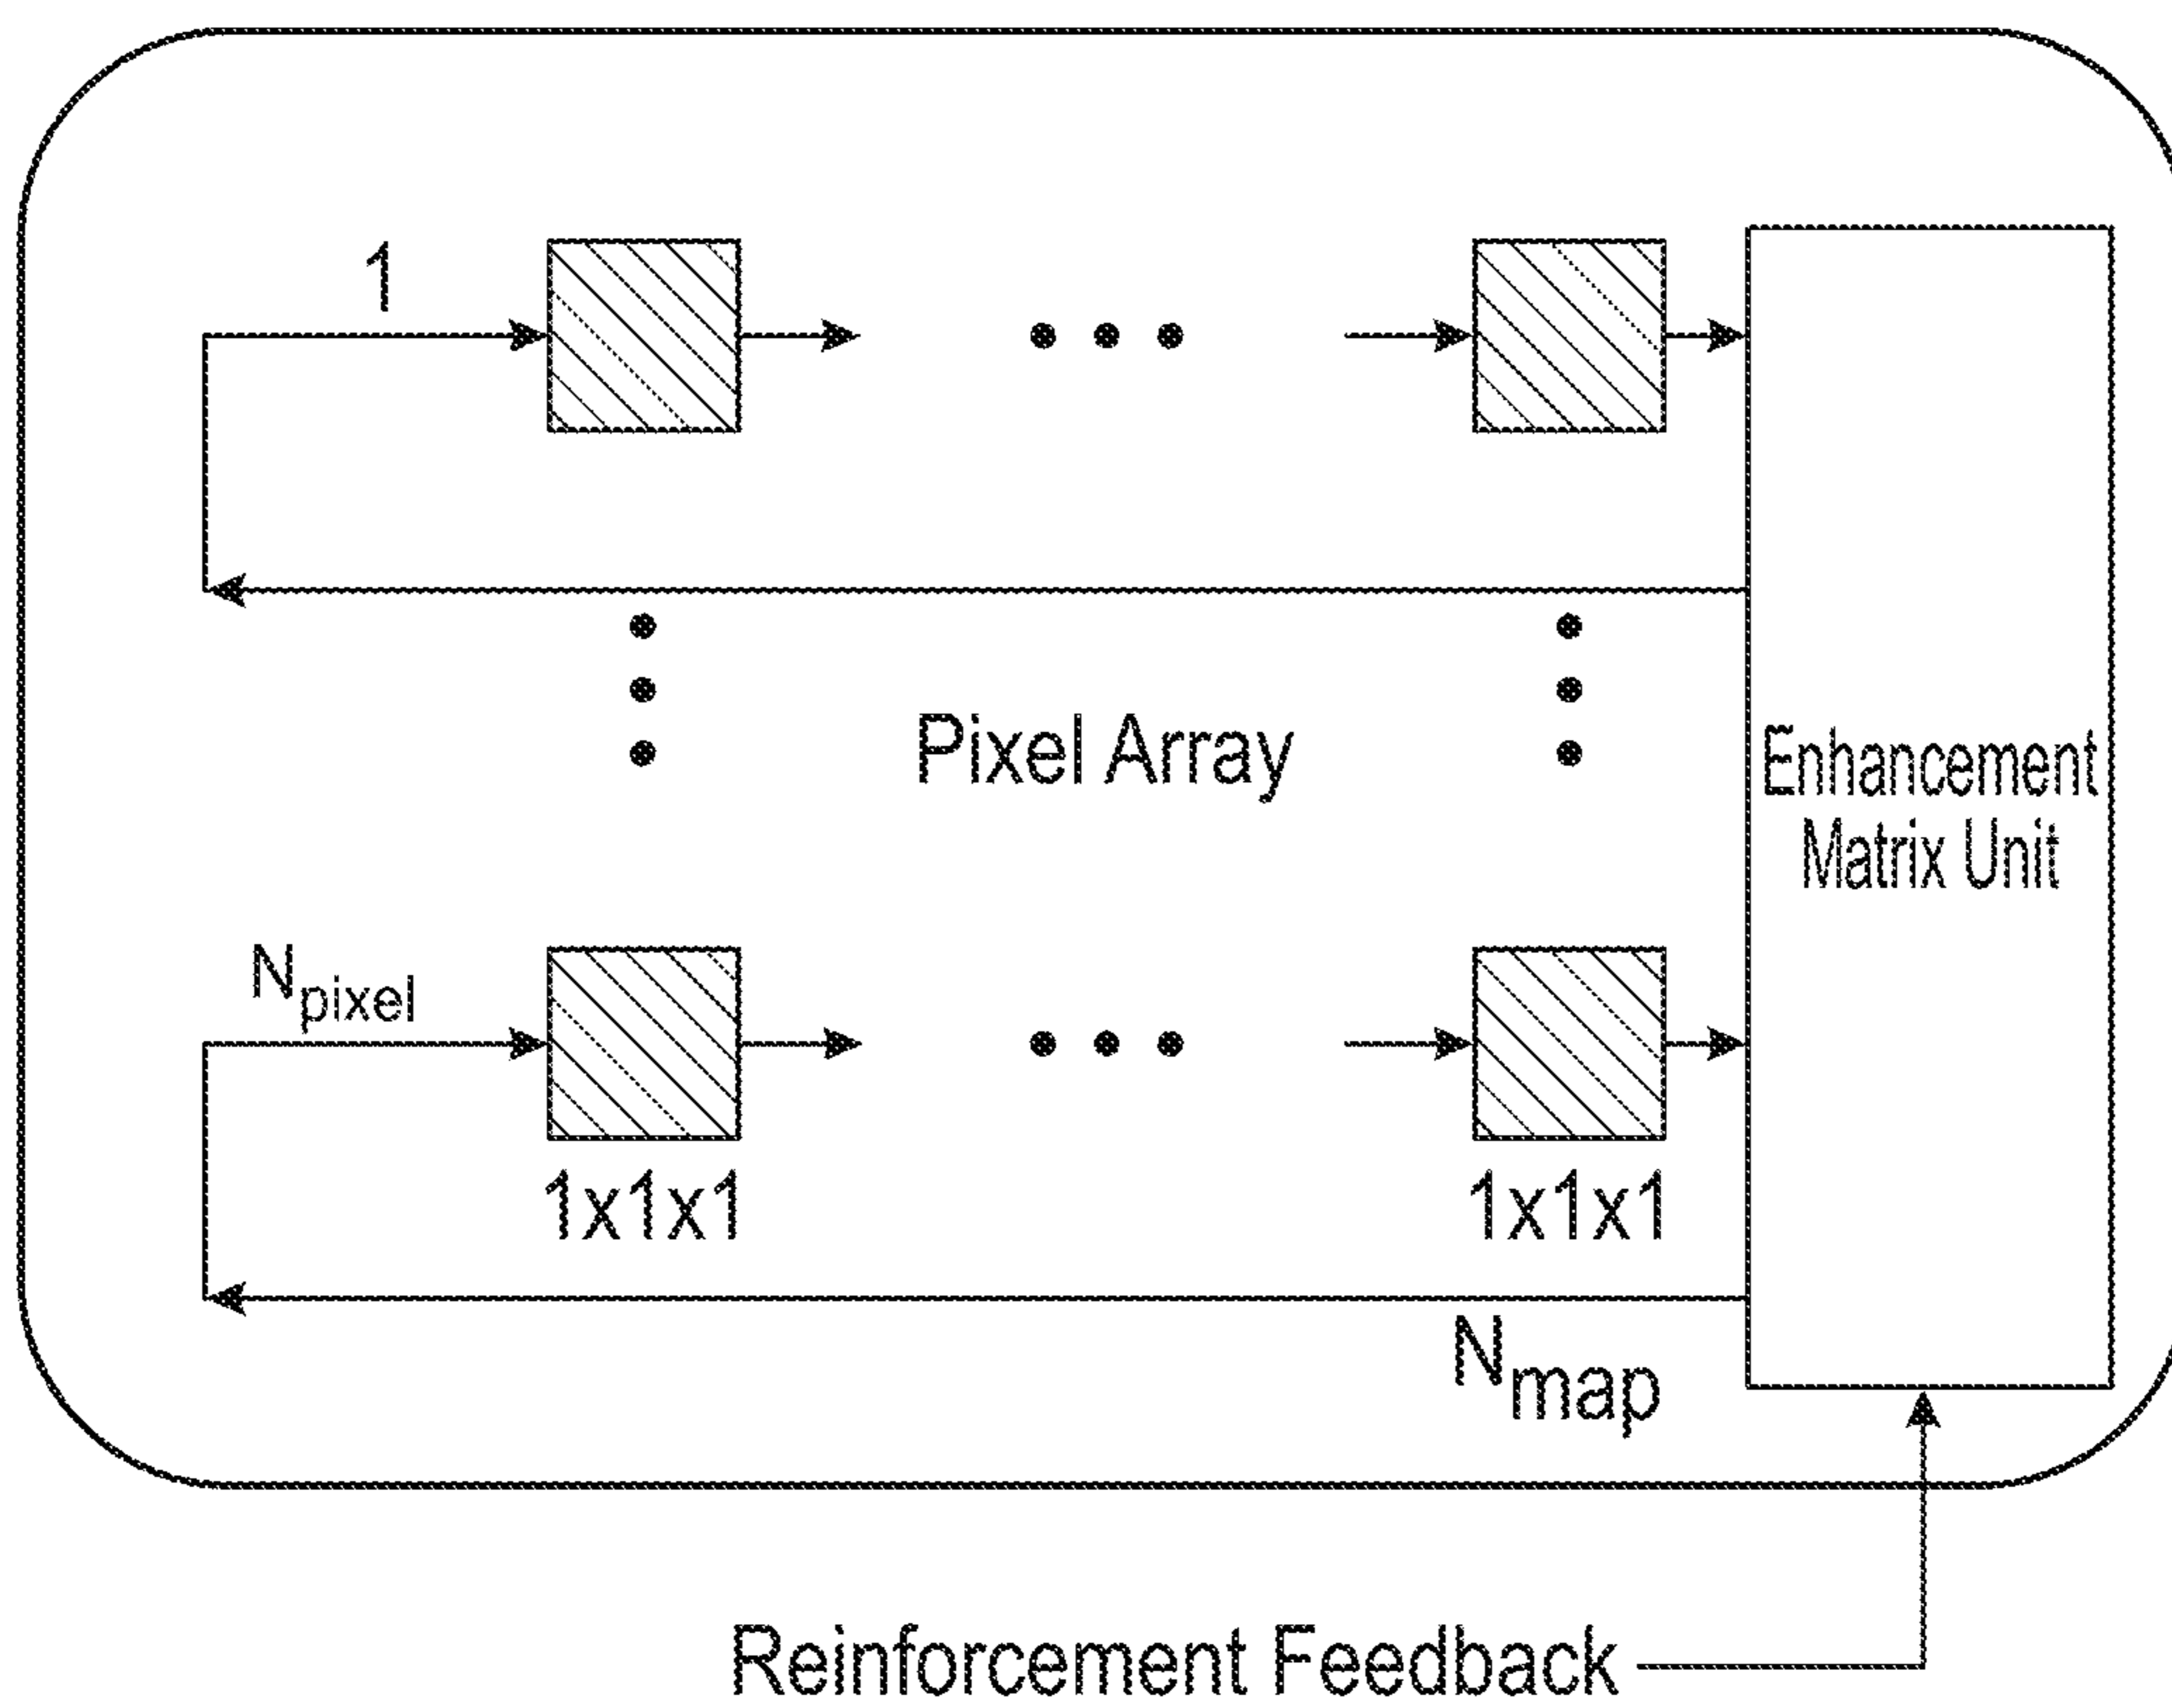 1
Pixel Array
Enhancement
Matrix Unit
Npixel
1x1x1
1x1x1
Nmap
Reinforcement Feedback